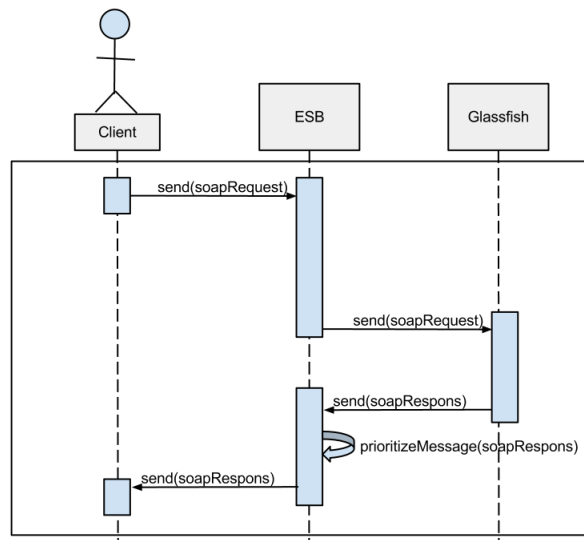 Client
ESB
Glassfish
send(soapRequest)
send(soapRequest)
send(soapRespons)
prioritizeMessage(soapRespons)
send(soapRespons)